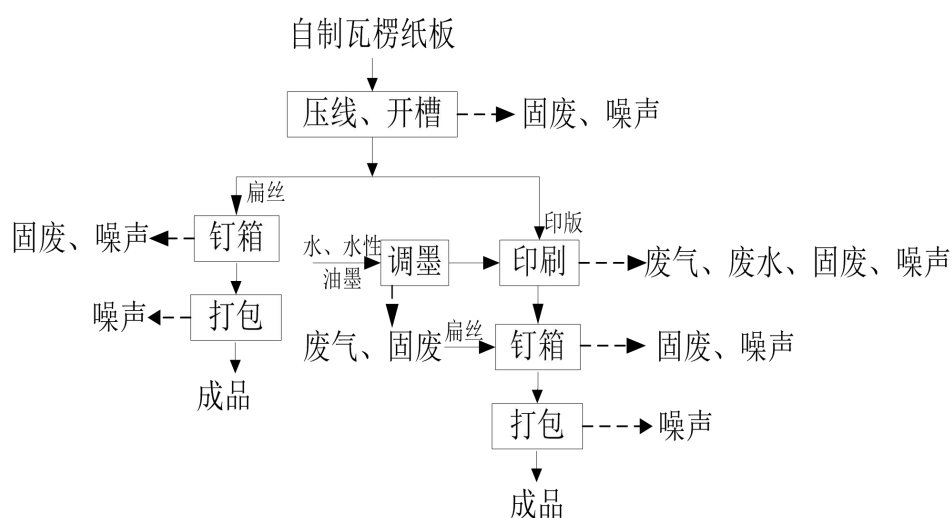 自制瓦楞纸板
压线、开槽
固废、噪声
扁丝
印版
固废、噪声
钉箱
水、水性
油墨
调墨
印刷
废气、废水、固废、噪声
噪声
打包
废气、固废
扁丝
钉箱
固废、噪声
成品
打包
噪声
成品